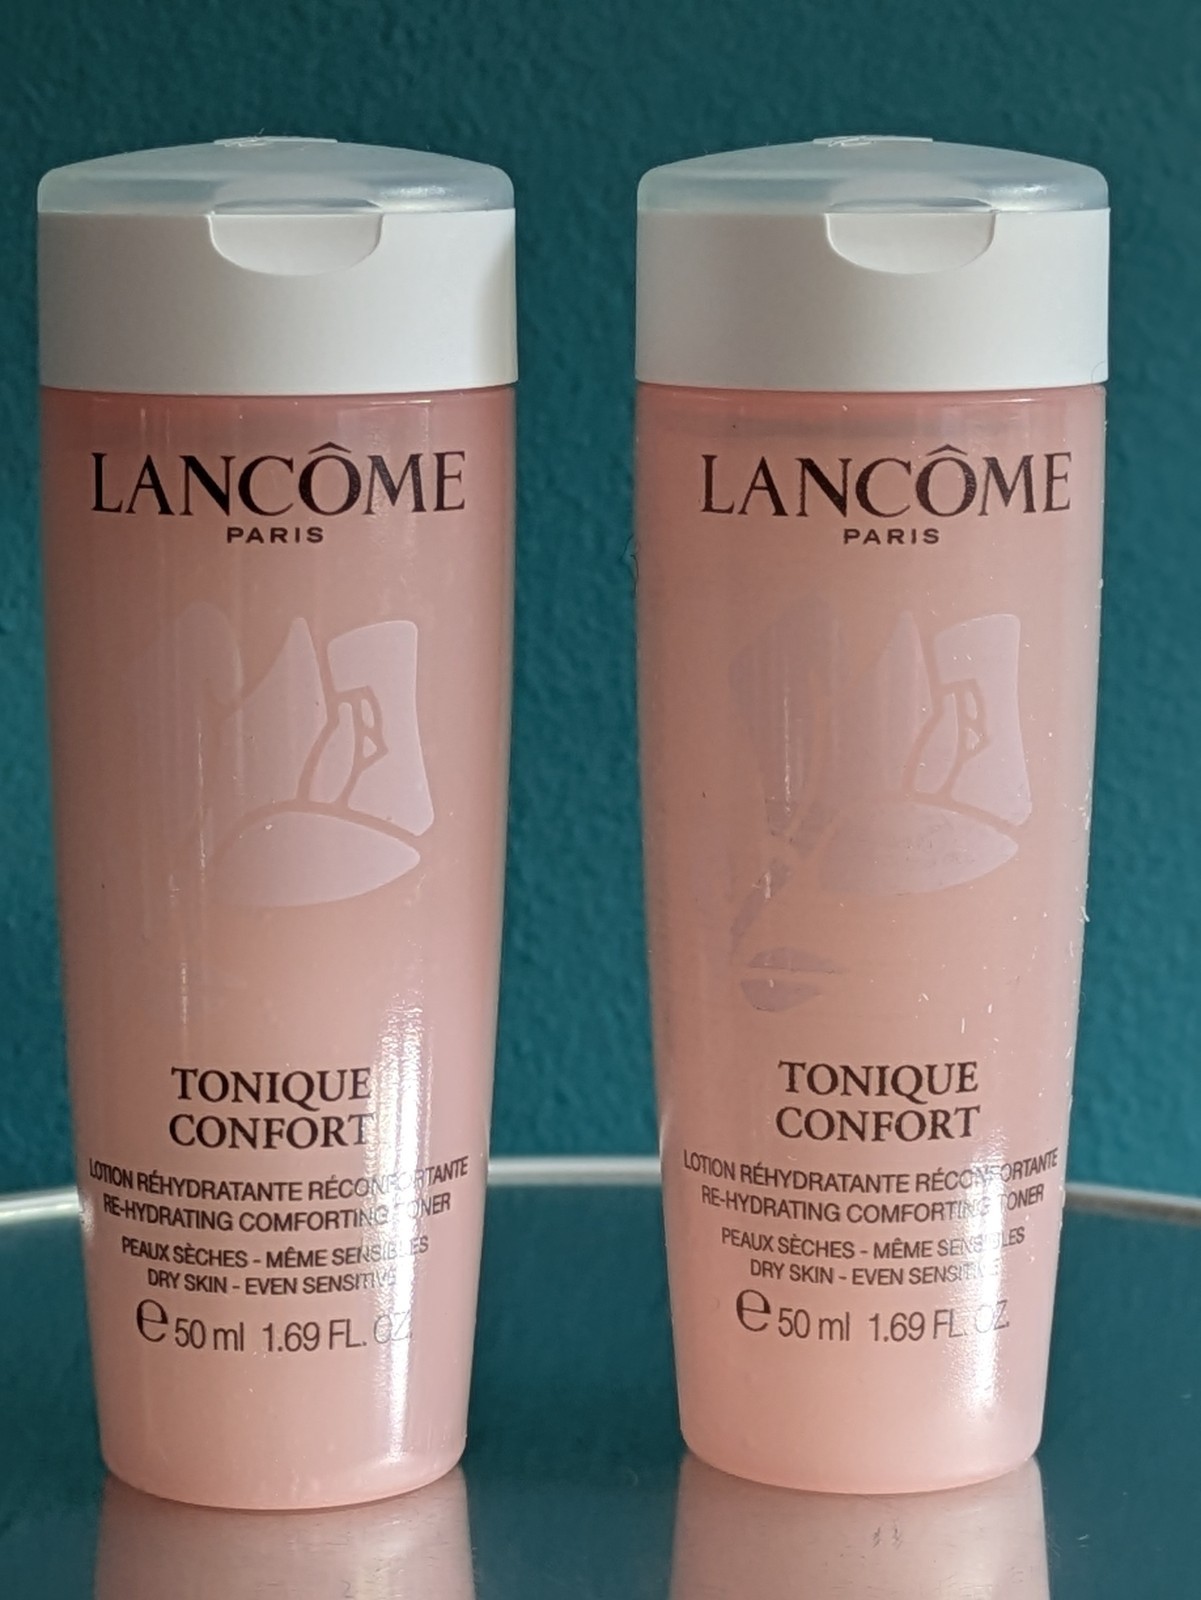 LANCÔME
PARIS
TONIQUE
CONFORT
LOTION RÉHYDRATANTE RÉCONFORTANTE
RE-HYDRATING COMFORTING TONER
PEAUX SÈCHES - MÊME SENSIBLES
DRY SKIN - EVEN SENSITIVE
e 50 ml 1.69 FL. OZ
LANCÔME
PARIS
TONIQUE
CONFORT
LOTION RÉHYDRATANTE RÉCONFORTANTE
RE-HYDRATING COMFORTING TONER
PEAUX SÈCHES - MÊME SENSIBLES
DRY SKIN - EVEN SENSITIVE
e 50 ml 1.69 FL. OZ.